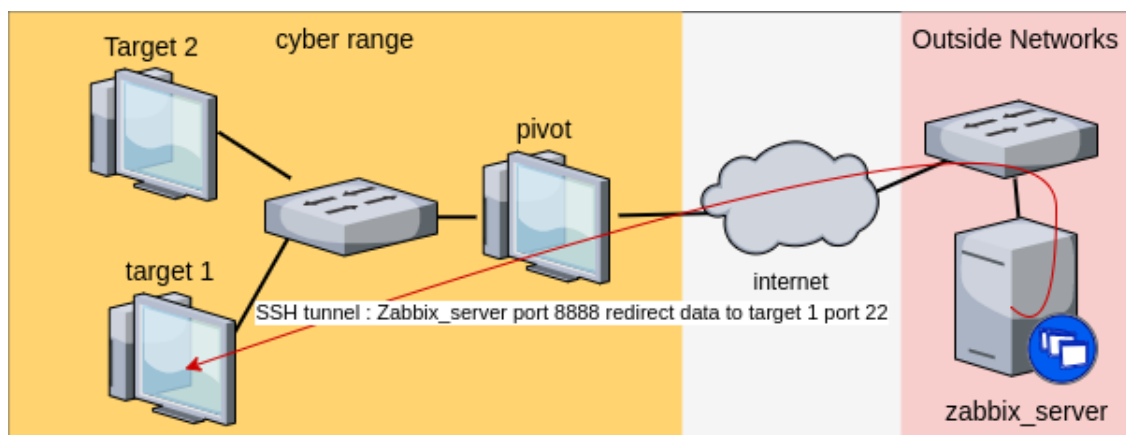 Target 2
cyber range
Outside Networks
pivot
target 1
internet
SSH tunnel : Zabbix_server port 8888 redirect data to target 1 port 22
zabbix_server